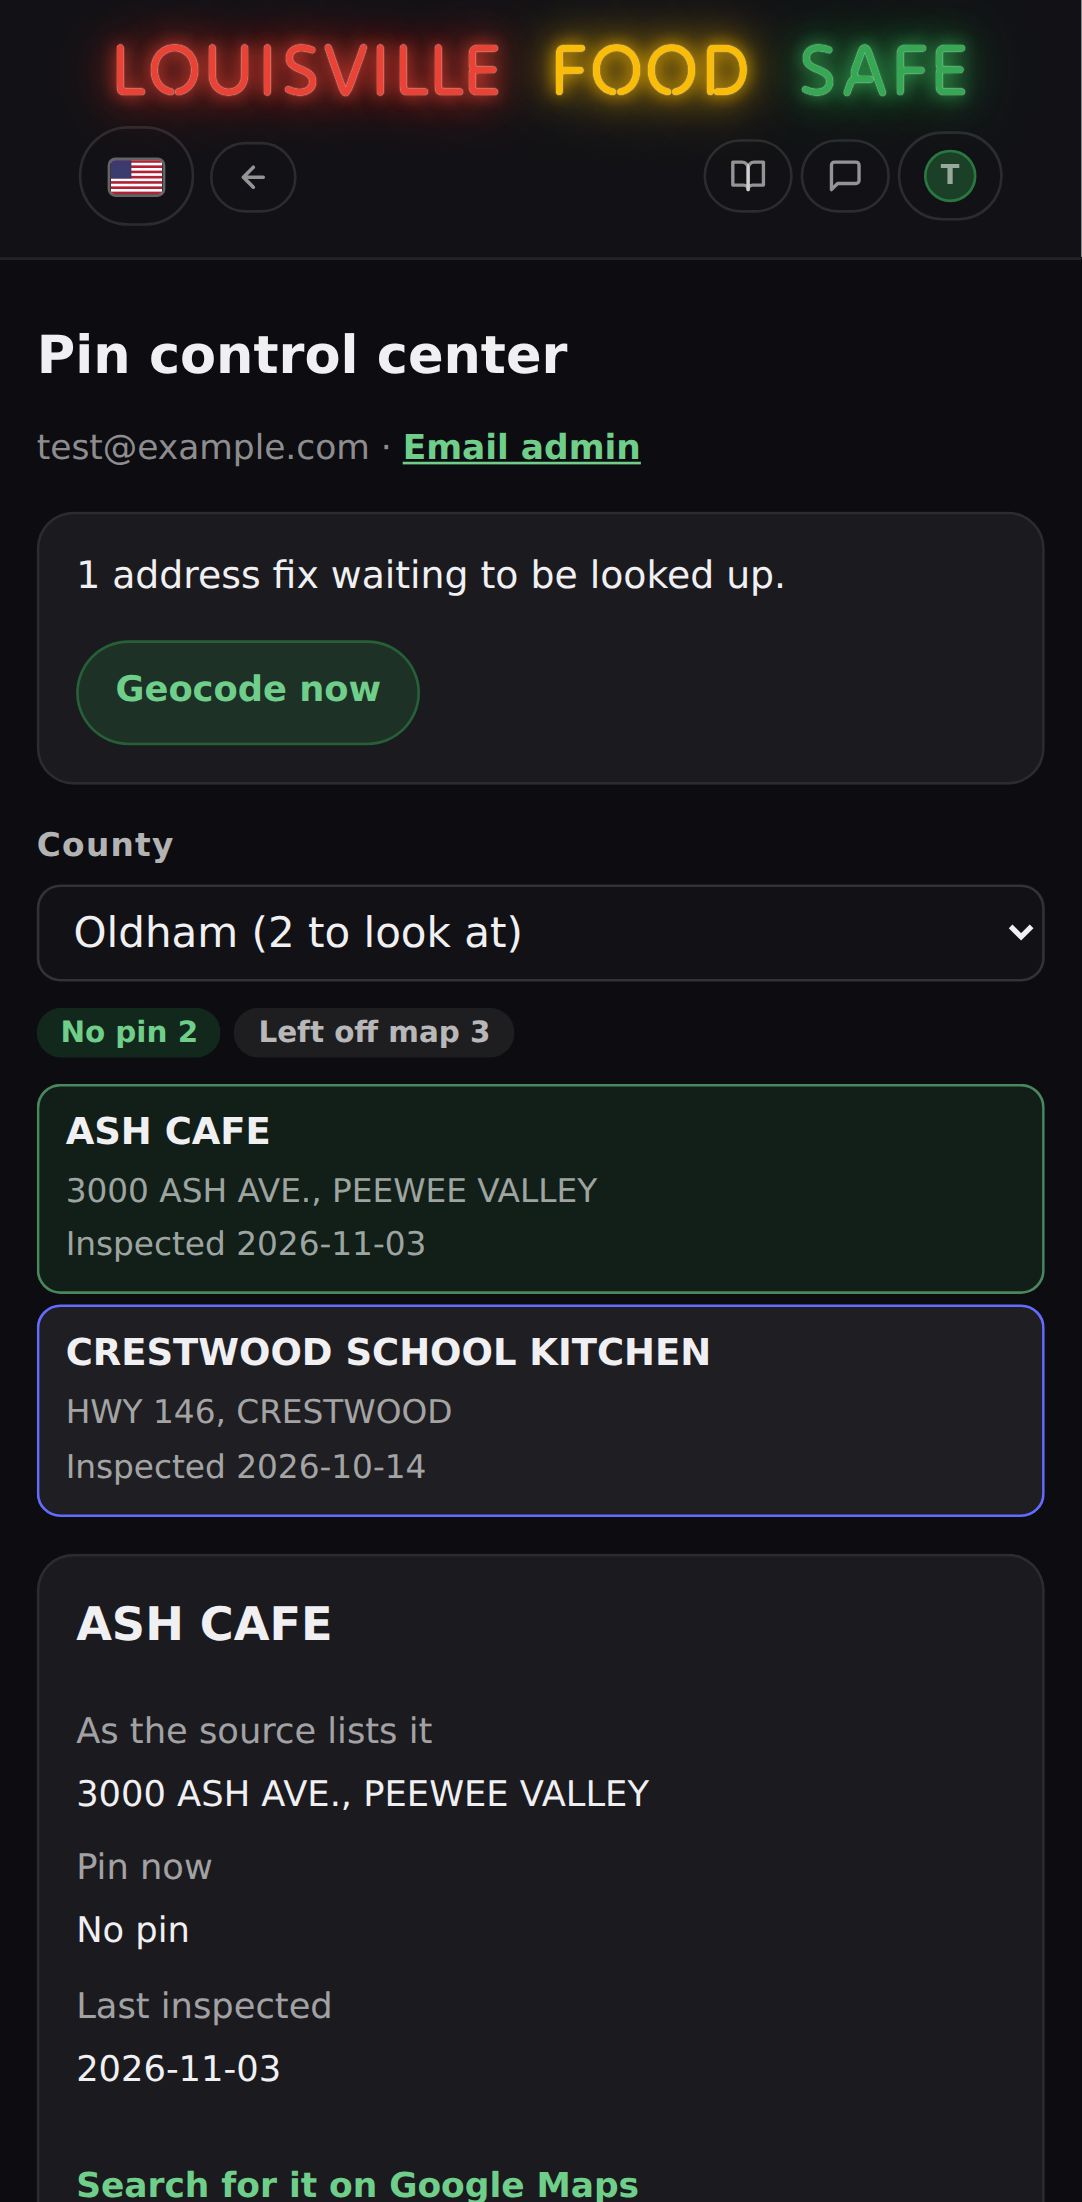 LOUISVILLE FOOD SAFE
T
Pin control center
test@example.com · Email admin
1 address fix waiting to be looked up.
Geocode now
County
Oldham (2 to look at)
No pin 2 Left off map 3
ASH CAFE
3000 ASH AVE., PEEWEE VALLEY
Inspected 2026-11-03
CRESTWOOD SCHOOL KITCHEN
HWY 146, CRESTWOOD
Inspected 2026-10-14
ASH CAFE
As the source lists it
3000 ASH AVE., PEEWEE VALLEY
Pin now
No pin
Last inspected
2026-11-03
Search for it on Google Maps